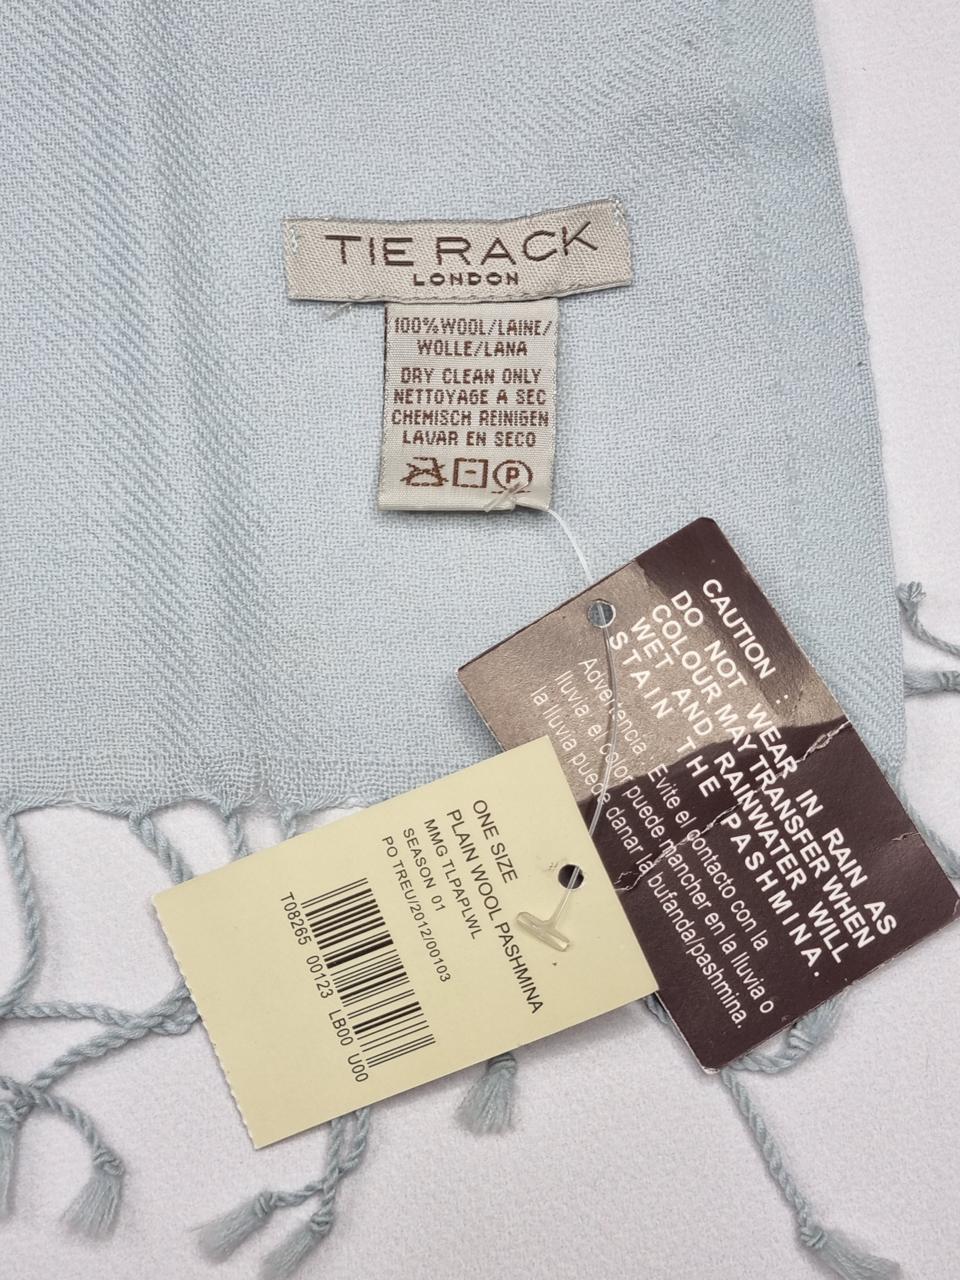 TIE RACK
LONDON
100%WOOL/LAINE/
WOLLE/LANA
DRY CLEAN ONLY
NETTOYAGE A SEC
CHEMISCH REINIGEN
LAVAR EN SECO
P
CAUTION
DO NOT WEAR IN RAIN AS
COLOUR MAY TRANSFER WHEN
WET AND RAINWATER WILL
STAIN THE PASHMINA.
Advertencia. Evite el contacto con la
lluvia, el color puede mancher en la lluvia o
la lluvia puede danar la bufanda/pashmina.
ONE SIZE
PLAIN WOOL PASHMINA
MMG TLPAPLWL
SEASON 01
PO TREU/2012/00103
T08265 00123 LB00 U00